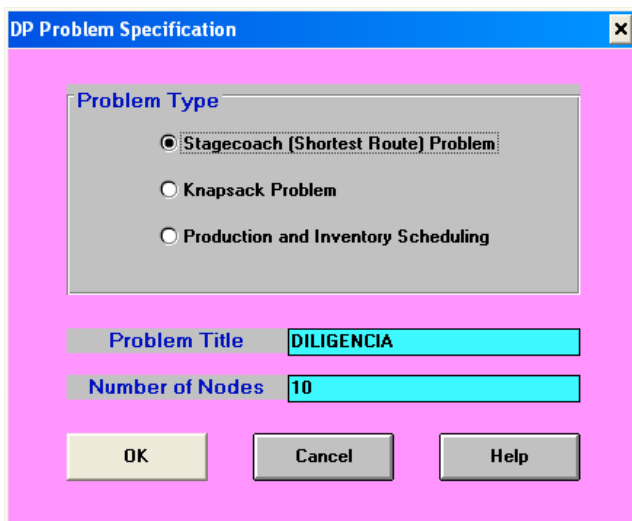 DP Problem Specification
Problem Type
Stagecoach (Shortest Route) Problem
Knapsack Problem
Production and Inventory Scheduling
Problem Title DILIGENCIA
Number of Nodes 10
OK Cancel Help